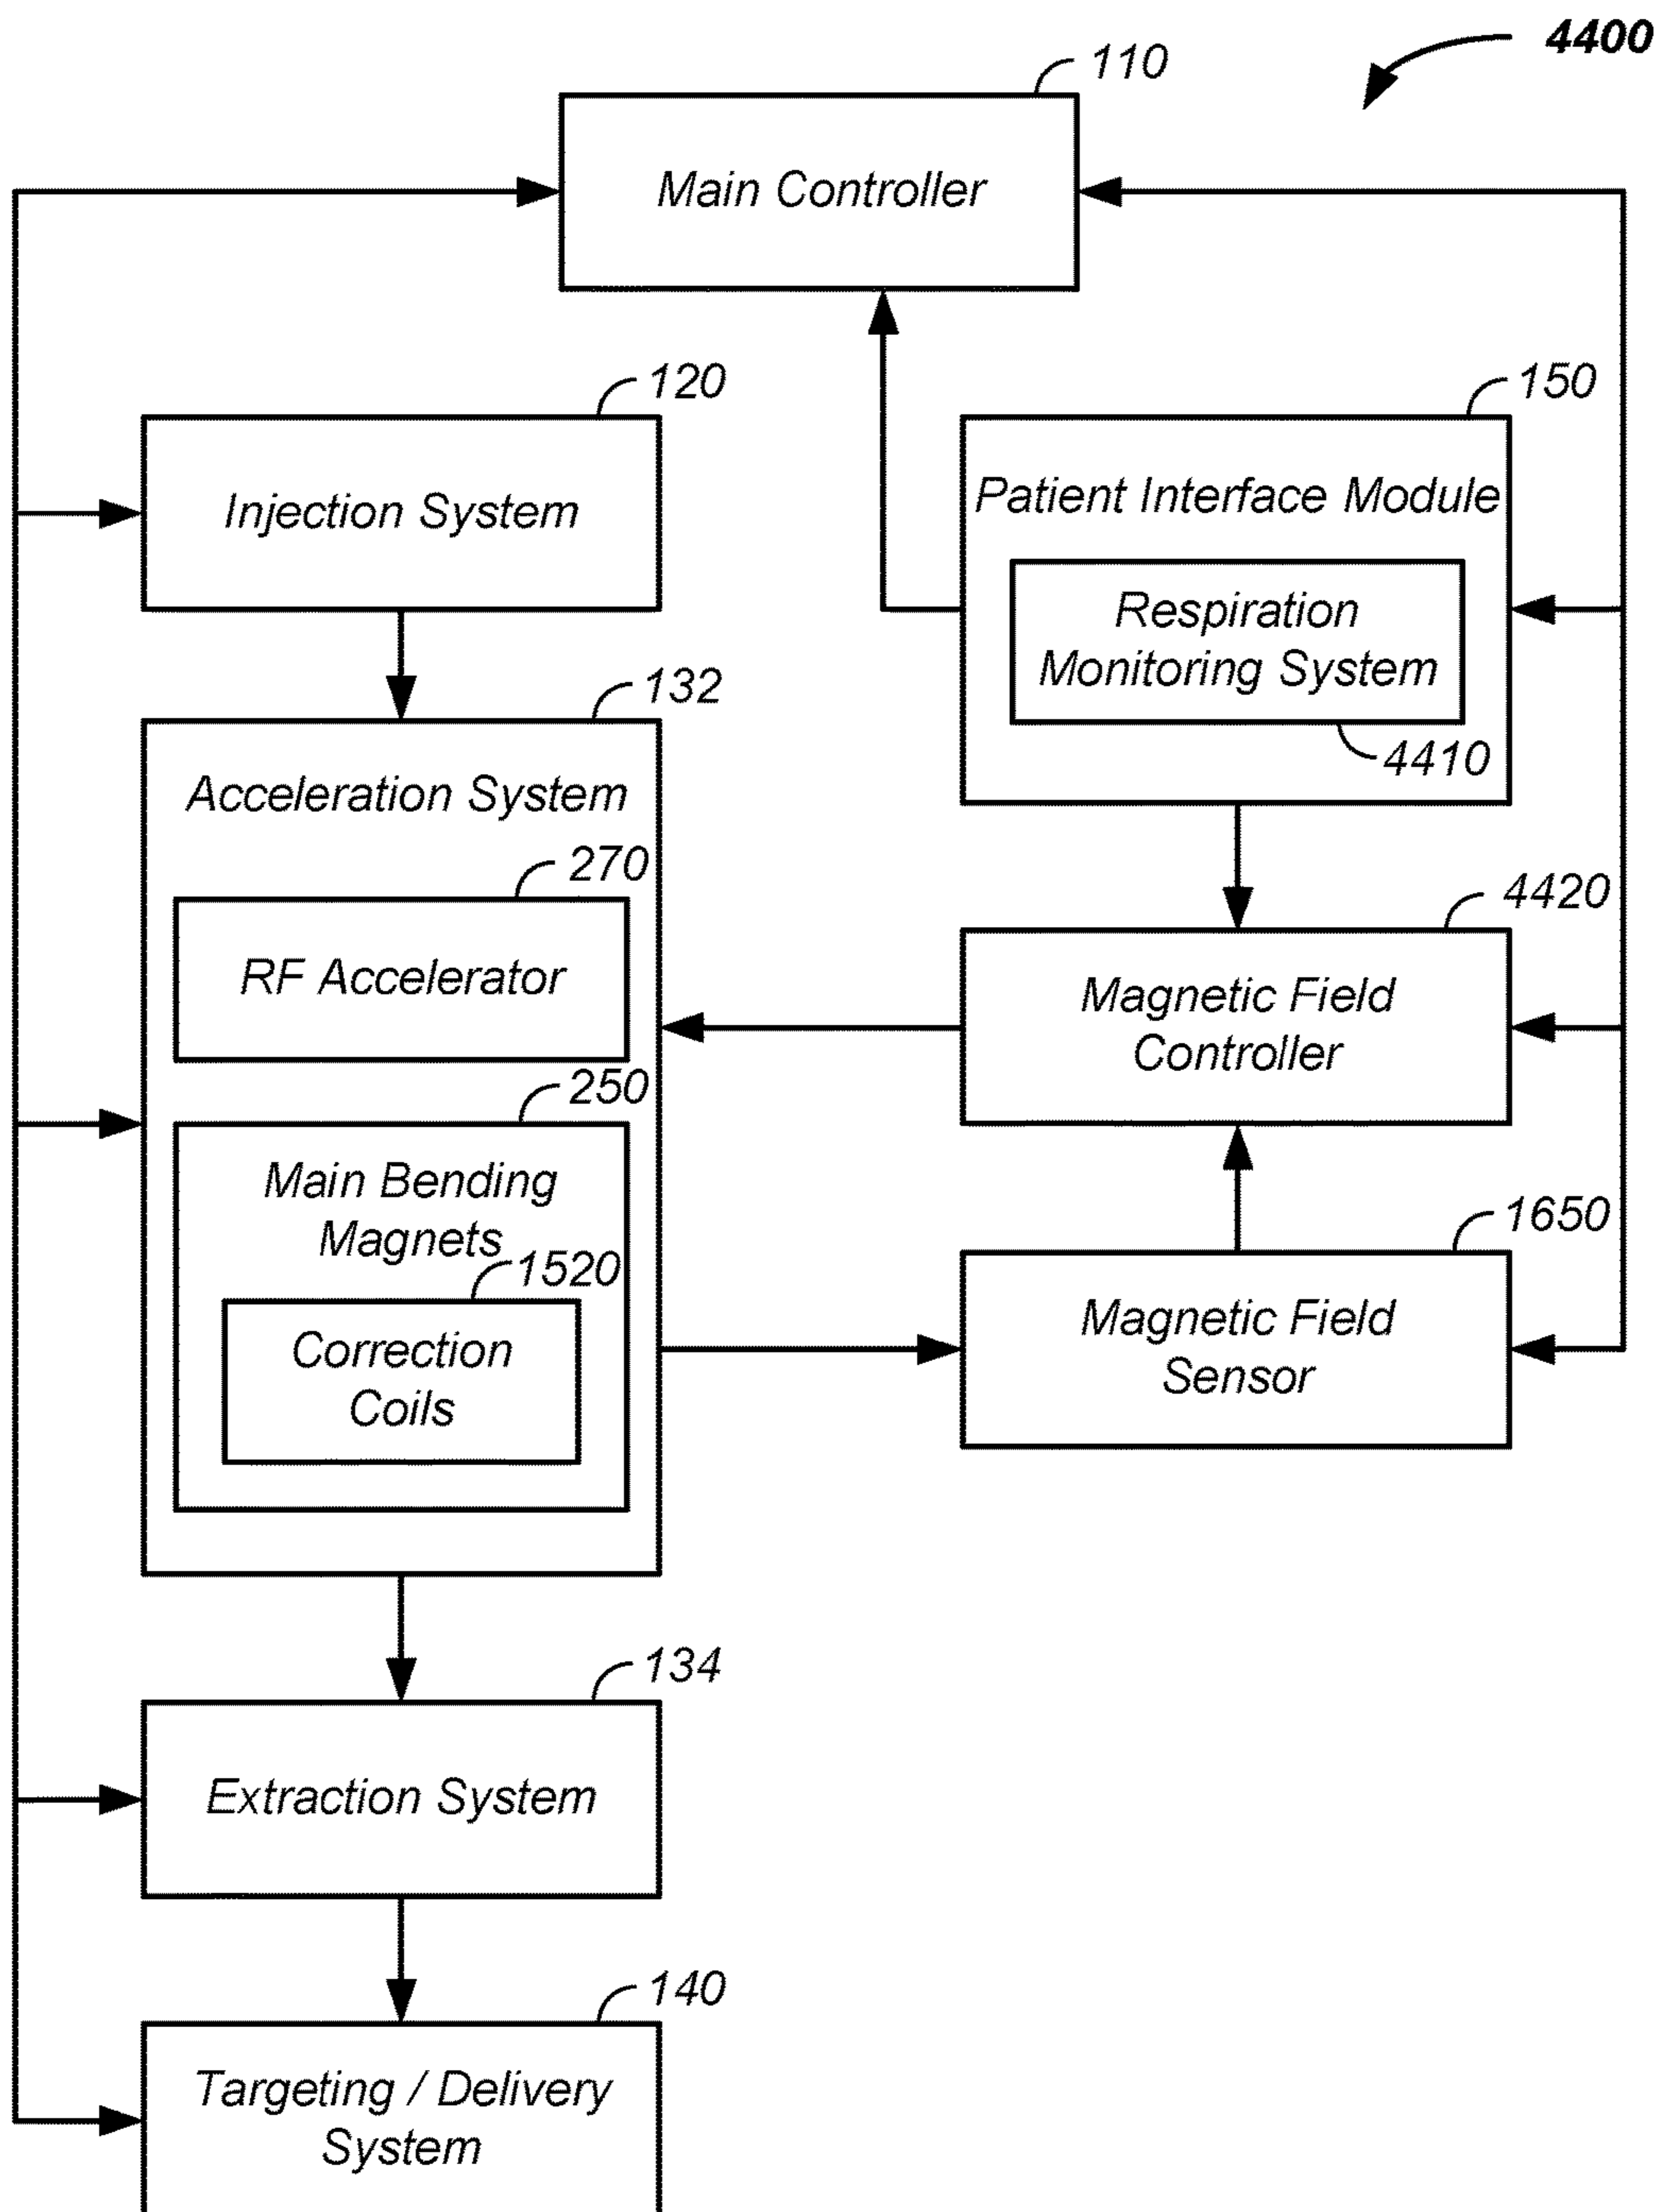 4400
110
Main Controller
120
Injection System
150
Patient Interface Module
Respiration
Monitoring System
4410
132
Acceleration System
270
RF Accelerator
250
Main Bending
Magnets
1520
Correction
Coils
4420
Magnetic Field
Controller
1650
Magnetic Field
Sensor
134
Extraction System
140
Targeting / Delivery
System